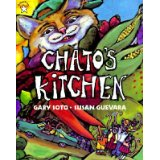 CHATO'S
KITCHEN
GARY SOTO · SUSAN GUEVARA